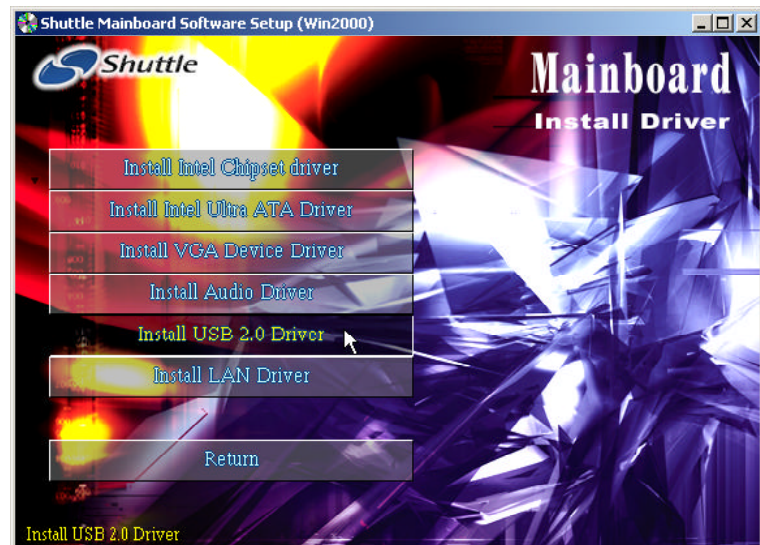 Shuttle Mainboard Software Setup (Win2000)
Shuttle
Mainboard
Install Driver
Install Intel Chipset driver
Install Intel Ultra ATA Driver
Install VGA Device Driver
Install Audio Driver
Install USB 2.0 Driver
Install LAN Driver
Return
Install USB 2.0 Driver